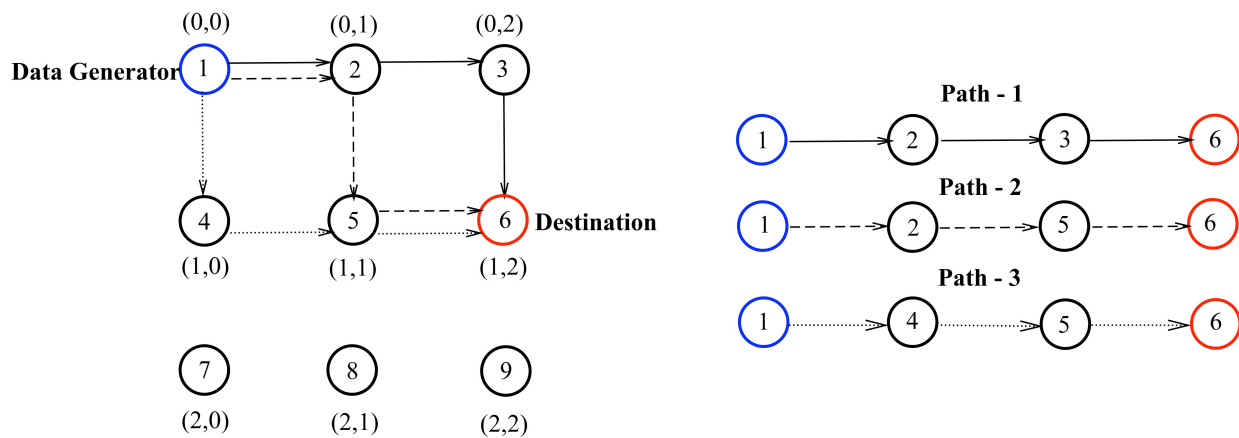 (0,0) (0,1) (0,2)
Data Generator 1 2 3
4 5 6 Destination
(1,0) (1,1) (1,2)
7 8 9
(2,0) (2,1) (2,2)
Path - 1
1 2 3 6
Path - 2
1 2 5 6
Path - 3
1 4 5 6